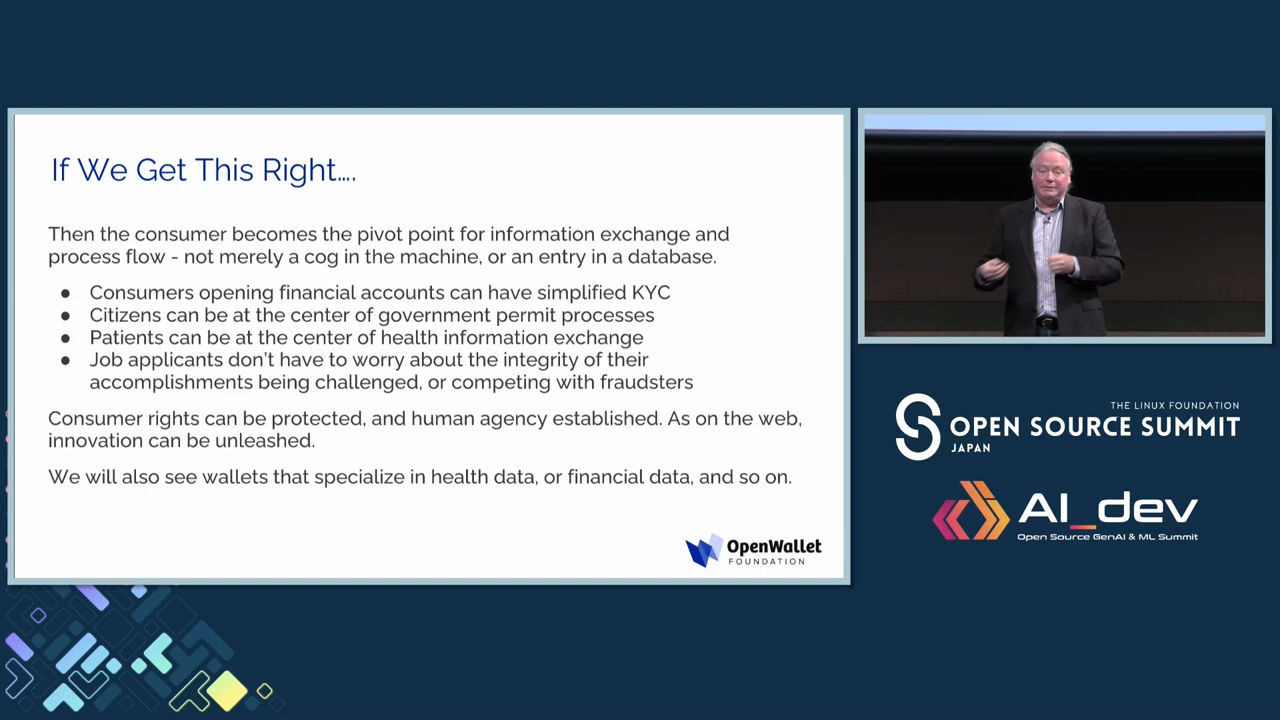 If We Get This Right....
Then the consumer becomes the pivot point for information exchange and
process flow - not merely a cog in the machine, or an entry in a database.
● Consumers opening financial accounts can have simplified KYC
● Citizens can be at the center of government permit processes
● Patients can be at the center of health information exchange
● Job applicants don't have to worry about the integrity of their
accomplishments being challenged, or competing with fraudsters
Consumer rights can be protected, and human agency established. As on the web,
innovation can be unleashed.
We will also see wallets that specialize in health data, or financial data, and so on.
OpenWallet
FOUNDATION
THE LINUX FOUNDATION
OPEN SOURCE SUMMIT
JAPAN
AI_dev
Open Source GenAI & ML Summit